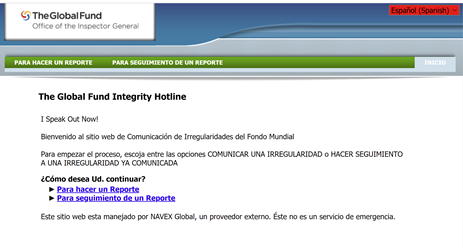 The Global Fund
Office of the Inspector General
Español (Spanish)
PARA HACER UN REPORTE PARA SEGUIMIENTO DE UN REPORTE INICIO
The Global Fund Integrity Hotline
I Speak Out Now!
Bienvenido al sitio web de Comunicación de Irregularidades del Fondo Mundial
Para empezar el proceso, escoja entre las opciones COMUNICAR UNA IRREGULARIDAD o HACER SEGUIMIENTO
A UNA IRREGULARIDAD YA COMUNICADA
¿Cómo desea Ud. continuar?
Para hacer un Reporte
Para seguimiento de un Reporte
Este sitio web esta manejado por NAVEX Global, un proveedor externo. Éste no es un servicio de emergencia.